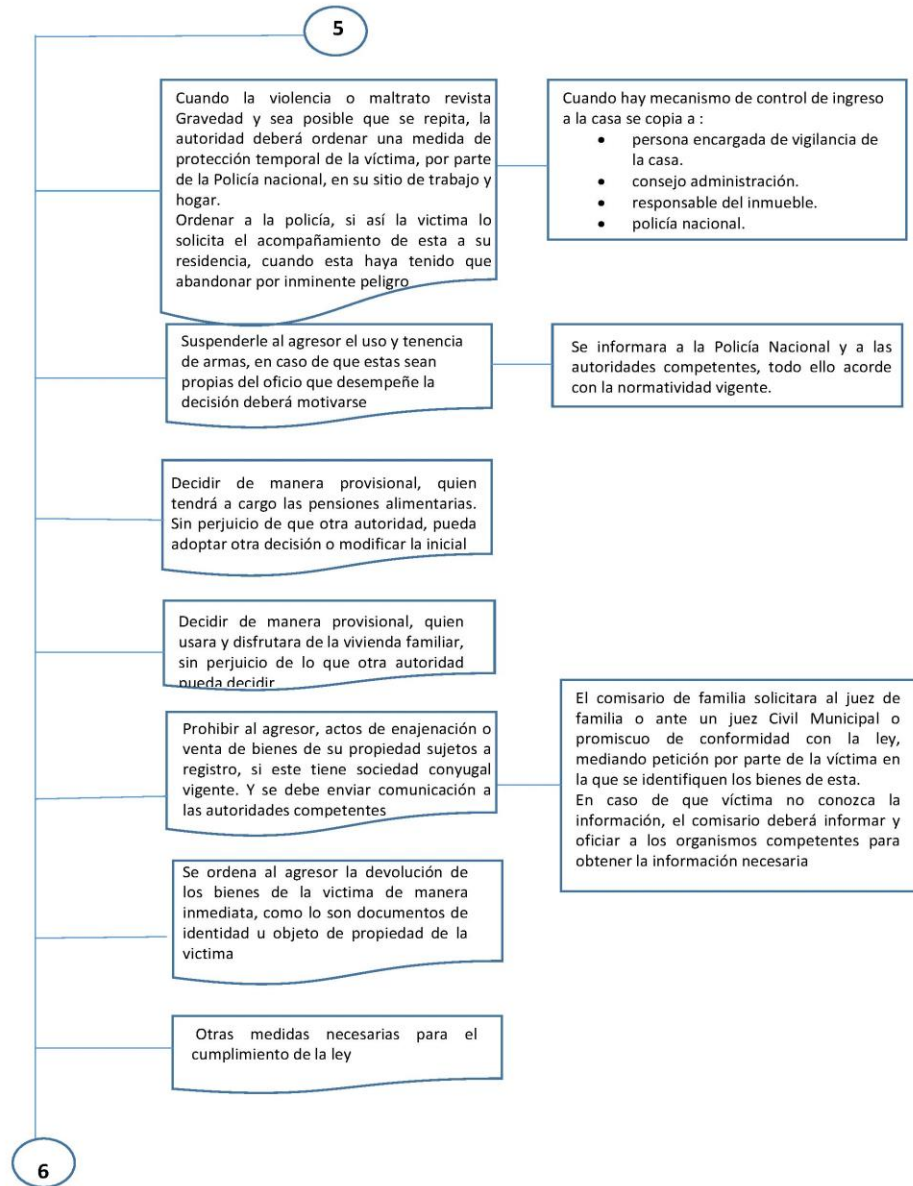 5
Cuando la violencia o maltrato revista
Gravedad y sea posible que se repita, la
autoridad deberá ordenar una medida de
protección temporal de la víctima, por parte
de la Policía nacional, en su sitio de trabajo y
hogar.
Ordenar a la policía, si así la victima lo
solicita el acompañamiento de esta a su
residencia, cuando esta haya tenido que
abandonar por inminente peligro
Cuando hay mecanismo de control de ingreso
a la casa se copia a :
• persona encargada de vigilancia de
la casa.
• consejo administración.
• responsable del inmueble.
• policía nacional.
Suspenderle al agresor el uso y tenencia
de armas, en caso de que estas sean
propias del oficio que desempeñe la
decisión deberá motivarse
Se informara a la Policía Nacional y a las
autoridades competentes, todo ello acorde
con la normatividad vigente.
Decidir de manera provisional, quien
tendrá a cargo las pensiones alimentarias.
Sin perjuicio de que otra autoridad, pueda
adoptar otra decisión o modificar la inicial
Decidir de manera provisional, quien
usara y disfrutara de la vivienda familiar,
sin perjuicio de lo que otra autoridad
pueda decidir
Prohibir al agresor, actos de enajenación o
venta de bienes de su propiedad sujetos a
registro, si este tiene sociedad conyugal
vigente. Y se debe enviar comunicación a
las autoridades competentes
El comisario de familia solicitara al juez de
familia o ante un juez Civil Municipal o
promiscuo de conformidad con la ley,
mediando petición por parte de la víctima en
la que se identifiquen los bienes de esta.
En caso de que víctima no conozca la
información, el comisario deberá informar y
oficiar a los organismos competentes para
obtener la información necesaria
Se ordena al agresor la devolución de
los bienes de la victima de manera
inmediata, como lo son documentos de
identidad u objeto de propiedad de la
victima
Otras medidas necesarias para el
cumplimiento de la ley
6